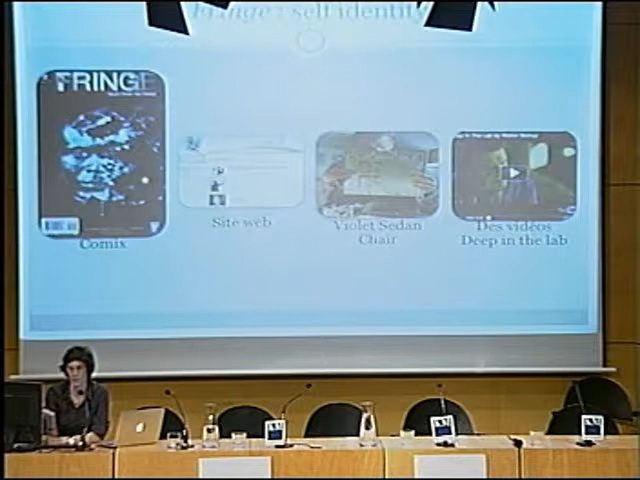 Fringe : self identity
FRINGE
Comix
Site web
Violet Sedan
Chair
Des vidéos
Deep in the lab